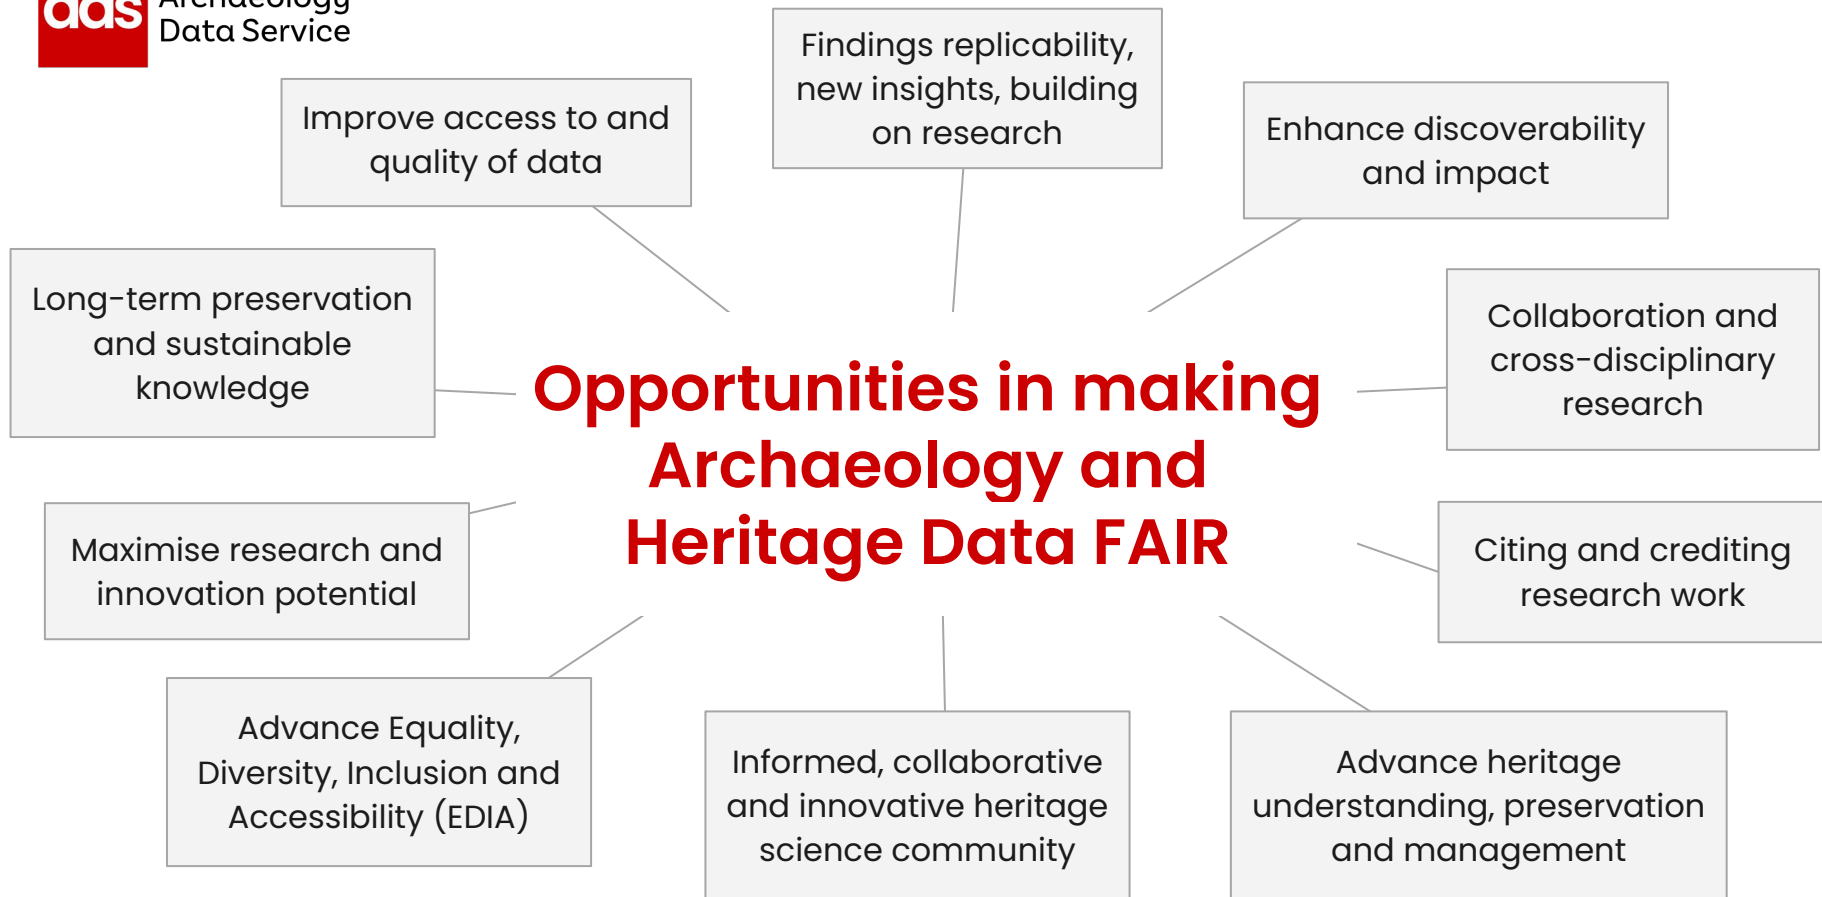 ads
Archaeology
Data Service
Findings replicability,
new insights, building
on research
Improve access to and
quality of data
Enhance discoverability
and impact
Long-term preservation
and sustainable
knowledge
Collaboration and
cross-disciplinary
research
Opportunities in making
Archaeology and
Heritage Data FAIR
Maximise research and
innovation potential
Citing and crediting
research work
Advance Equality,
Diversity, Inclusion and
Accessibility (EDIA)
Informed, collaborative
and innovative heritage
science community
Advance heritage
understanding, preservation
and management